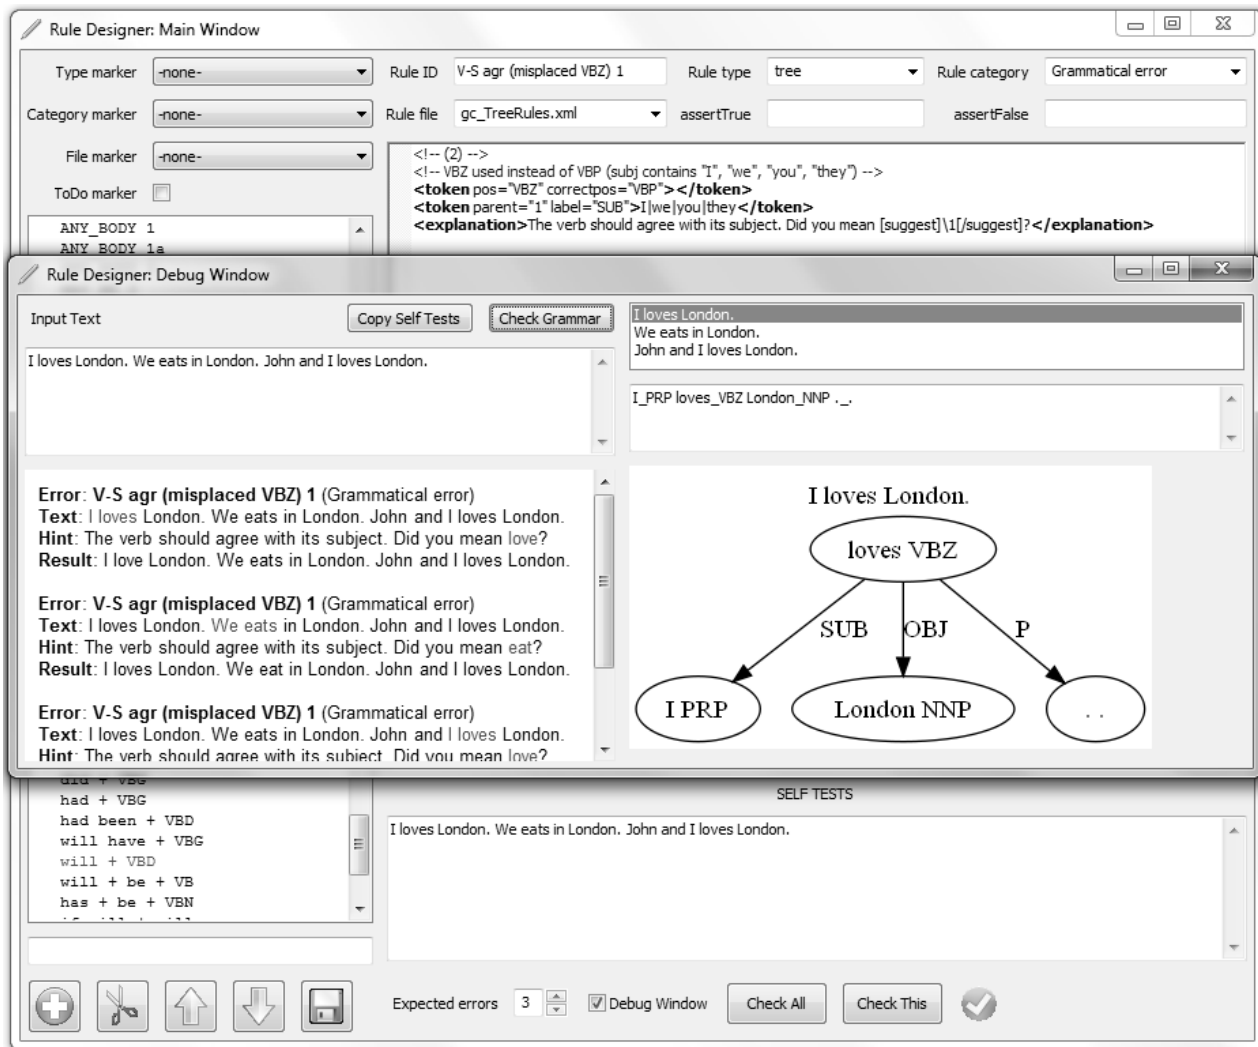 Rule Designer: Main Window
Type marker -none- Rule ID V-S agr (misplaced VBZ) 1 Rule type tree Rule category Grammatical error
Category marker -none- Rule file gc_TreeRules.xml assertTrue assertFalse
File marker -none-
ToDo marker
<!-- (2) -->
<!-- VBZ used instead of VBP (subj contains "I", "we", "you", "they") -->
<token pos="VBZ" correctpos="VBP"></token>
<token parent="1" label="SUB">I|we|you|they</token>
<explanation>The verb should agree with its subject. Did you mean [suggest]\1[/suggest]?</explanation>
ANY_BODY 1
ANY BODY 1a
Rule Designer: Debug Window
Input Text Copy Self Tests Check Grammar
I loves London. We eats in London. John and I loves London.
I loves London.
We eats in London.
John and I loves London.
I_PRP loves_VBZ London_NNP ._.
Error: V-S agr (misplaced VBZ) 1 (Grammatical error)
Text: I loves London. We eats in London. John and I loves London.
Hint: The verb should agree with its subject. Did you mean love?
Result: I love London. We eats in London. John and I loves London.
Error: V-S agr (misplaced VBZ) 1 (Grammatical error)
Text: I loves London. We eats in London. John and I loves London.
Hint: The verb should agree with its subject. Did you mean eat?
Result: I loves London. We eat in London. John and I loves London.
Error: V-S agr (misplaced VBZ) 1 (Grammatical error)
Text: I loves London. We eats in London. John and I loves London.
Hint: The verb should agree with its subject. Did you mean love?
I loves London.
loves VBZ
SUB OBJ P
I PRP London NNP . .
did + VBG
had + VBG
had been + VBD
will have + VBG
will + VBD
will + be + VB
has + be + VBN
SELF TESTS
I loves London. We eats in London. John and I loves London.
Expected errors 3 Debug Window Check All Check This